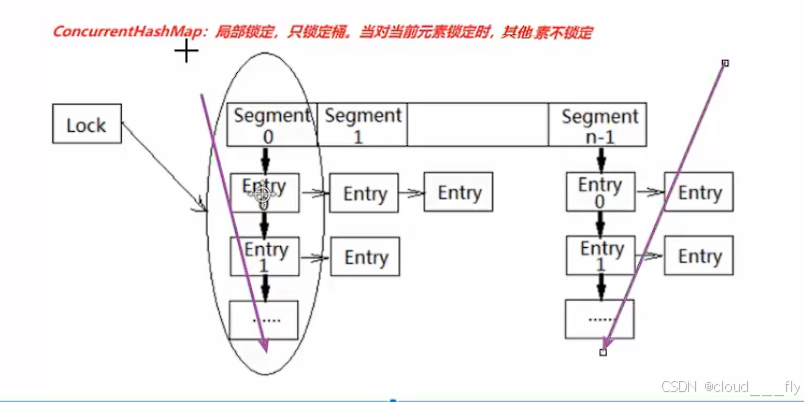 ConcurrentHashMap：局部锁定，只锁定桶。当对当前元素锁定时，其他 素不锁定
Lock
Segment 0
Segment 1
Segment n-1
Entry
Entry
Entry
Entry 0
Entry
Entry 1
Entry
Entry 1
Entry
......
......
CSDN @cloud___fly